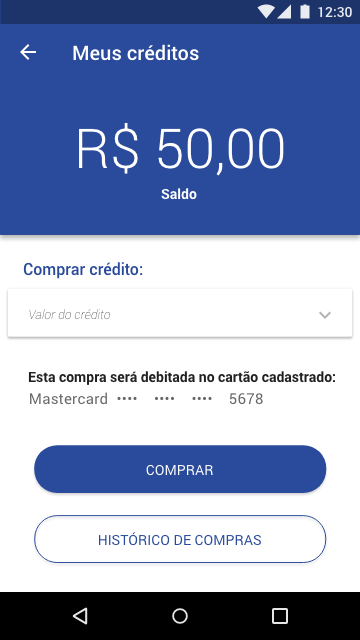 12:30
Meus créditos
R$ 50,00
Saldo
Comprar crédito:
Valor do crédito
Esta compra será debitada no cartão cadastrado:
Mastercard •••• •••• •••• 5678
COMPRAR
HISTÓRICO DE COMPRAS